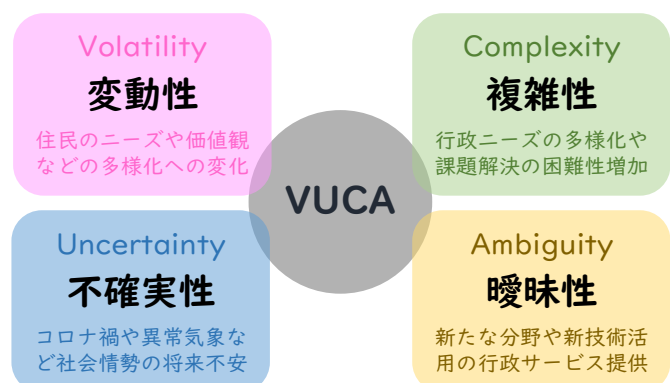 Volatility
変動性
住民のニーズや価値観
などの多様化への変化
Complexity
複雑性
行政ニーズの多様化や
課題解決の困難性増加
VUCA
Uncertainty
不確実性
コロナ禍や異常気象な
ど社会情勢の将来不安
Ambiguity
曖昧性
新たな分野や新技術活
用の行政サービス提供